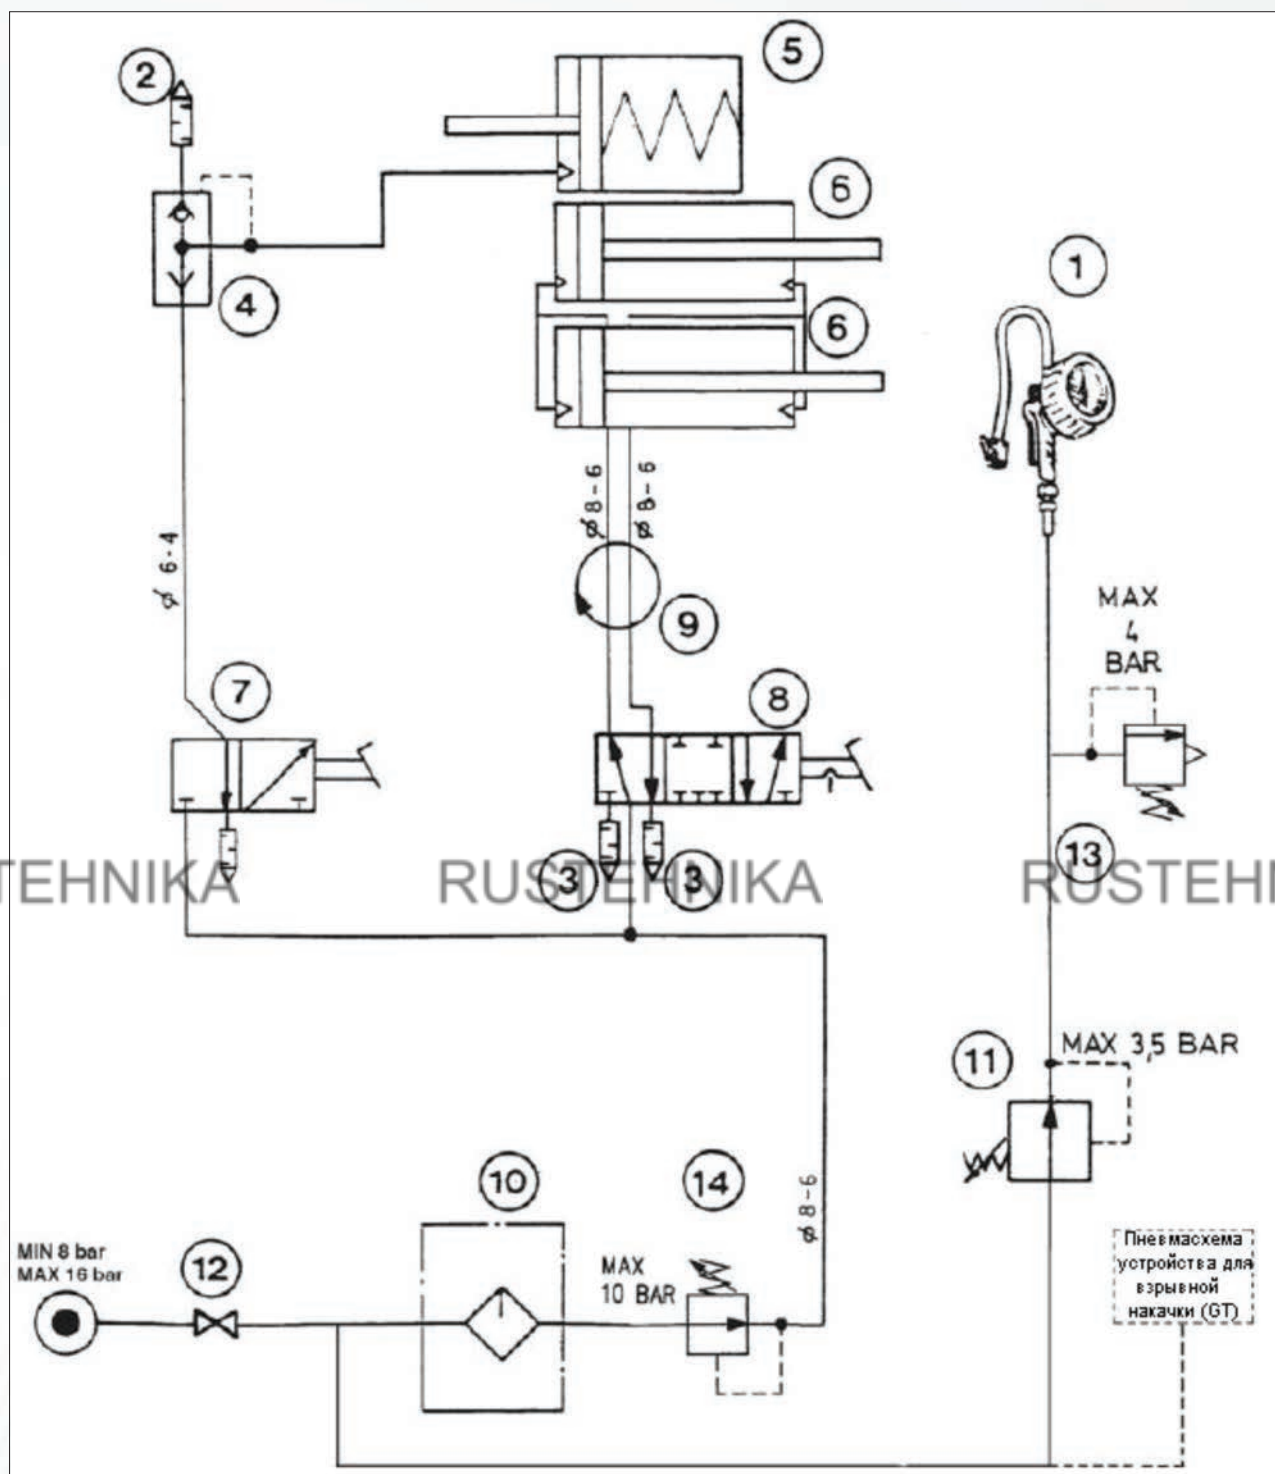 2
5
6
1
4
6
Ø 8-6
Ø 8-6
Ø 6-4
9
MAX
4
BAR
7
8
13
TEHNIKA
RUSTEHNIKA
RUSTEH
3
3
11
MAX 3,5 BAR
10
14
Ø 8-6
MIN 8 bar
MAX 16 bar
12
MAX
10 BAR
Пневмасхема
устройства для
взрывной
накачки (GT)